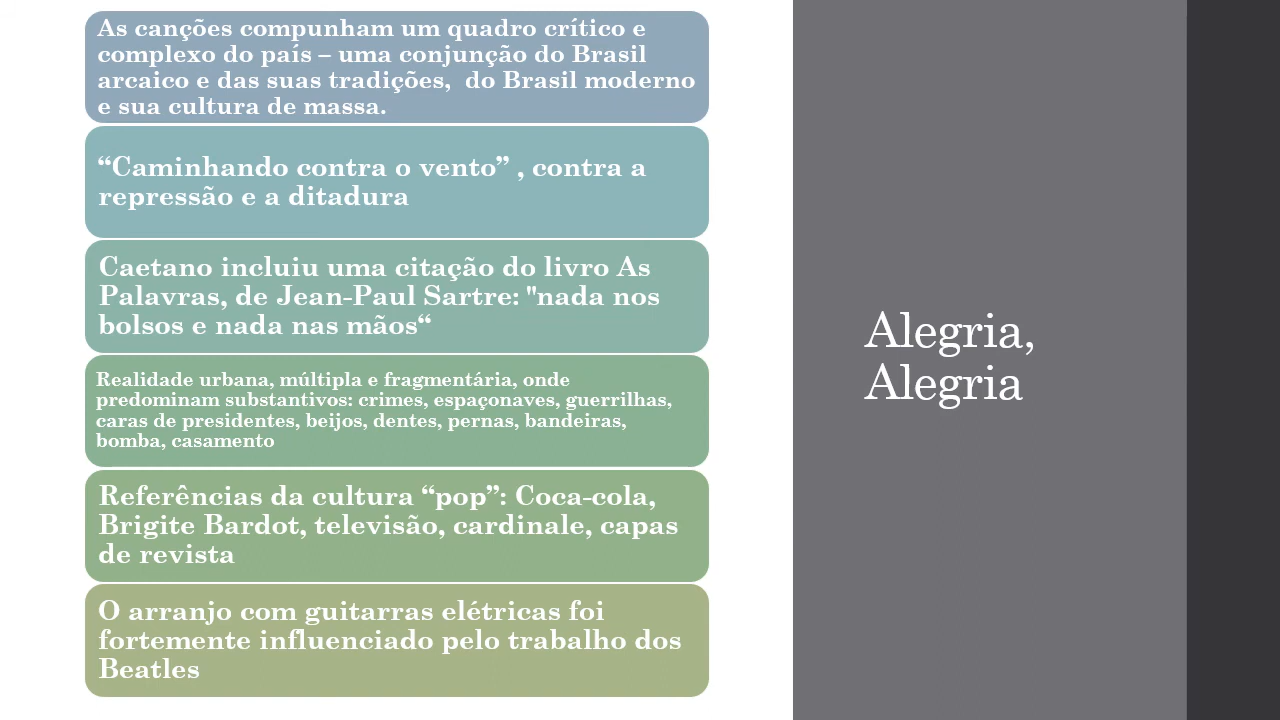 As canções compunham um quadro crítico e
complexo do país – uma conjunção do Brasil
arcaico e das suas tradições,  do Brasil moderno
e sua cultura de massa.
“Caminhando contra o vento” , contra a
repressão e a ditadura
Caetano incluiu uma citação do livro As
Palavras, de Jean-Paul Sartre: "nada nos
bolsos e nada nas mãos“
Realidade urbana, múltipla e fragmentária, onde
predominam substantivos: crimes, espaçonaves, guerrilhas,
caras de presidentes, beijos, dentes, pernas, bandeiras,
bomba, casamento
Referências da cultura “pop”: Coca-cola,
Brigite Bardot, televisão, cardinale, capas
de revista
O arranjo com guitarras elétricas foi
fortemente influenciado pelo trabalho dos
Beatles
Alegria,
Alegria